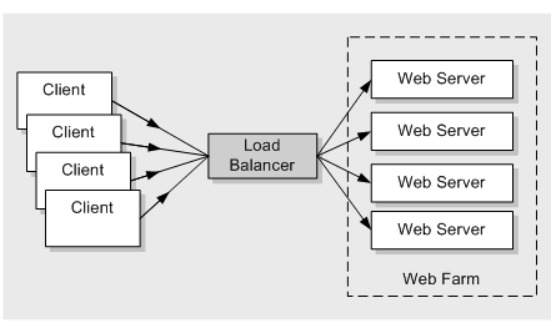 Client
Client
Client
Client
Load
Balancer
Web Server
Web Server
Web Server
Web Server
Web Farm